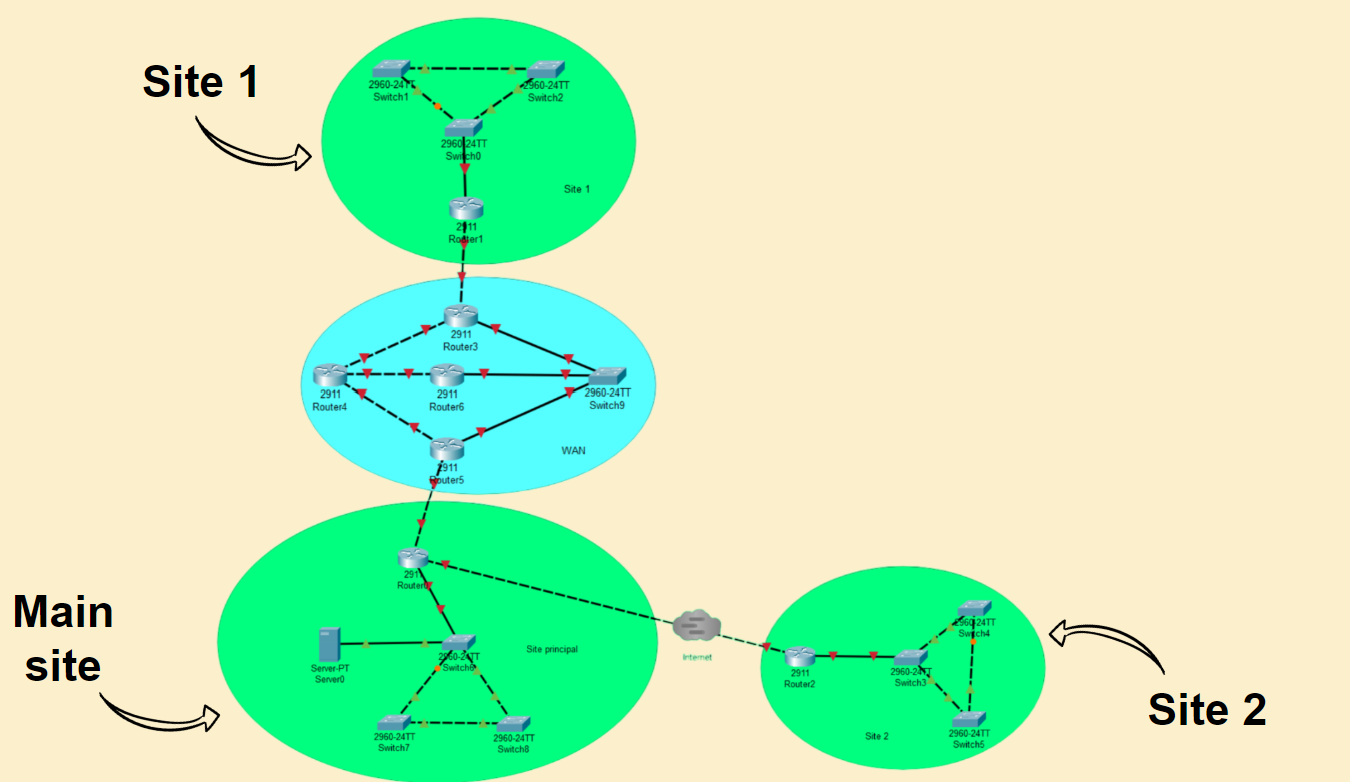 Site 1
2960-24TT
Switch1
2960-24TT
Switch2
2960-24TT
Switch0
Site 1
2911
Router1
2911
Router3
2911
Router4
2911
Router6
2960-24TT
Switch9
WAN
2911
Router5
2911
Main
site
Server-PT
Server0
2960-24TT
Switch6
Site principal
2960-24TT
Switch7
2960-24TT
Switch8
Internet
2911
Router2
2960-24TT
Switch3
2960-24TT
Switch4
2960-24TT
Switch5
Site 2
Site 2